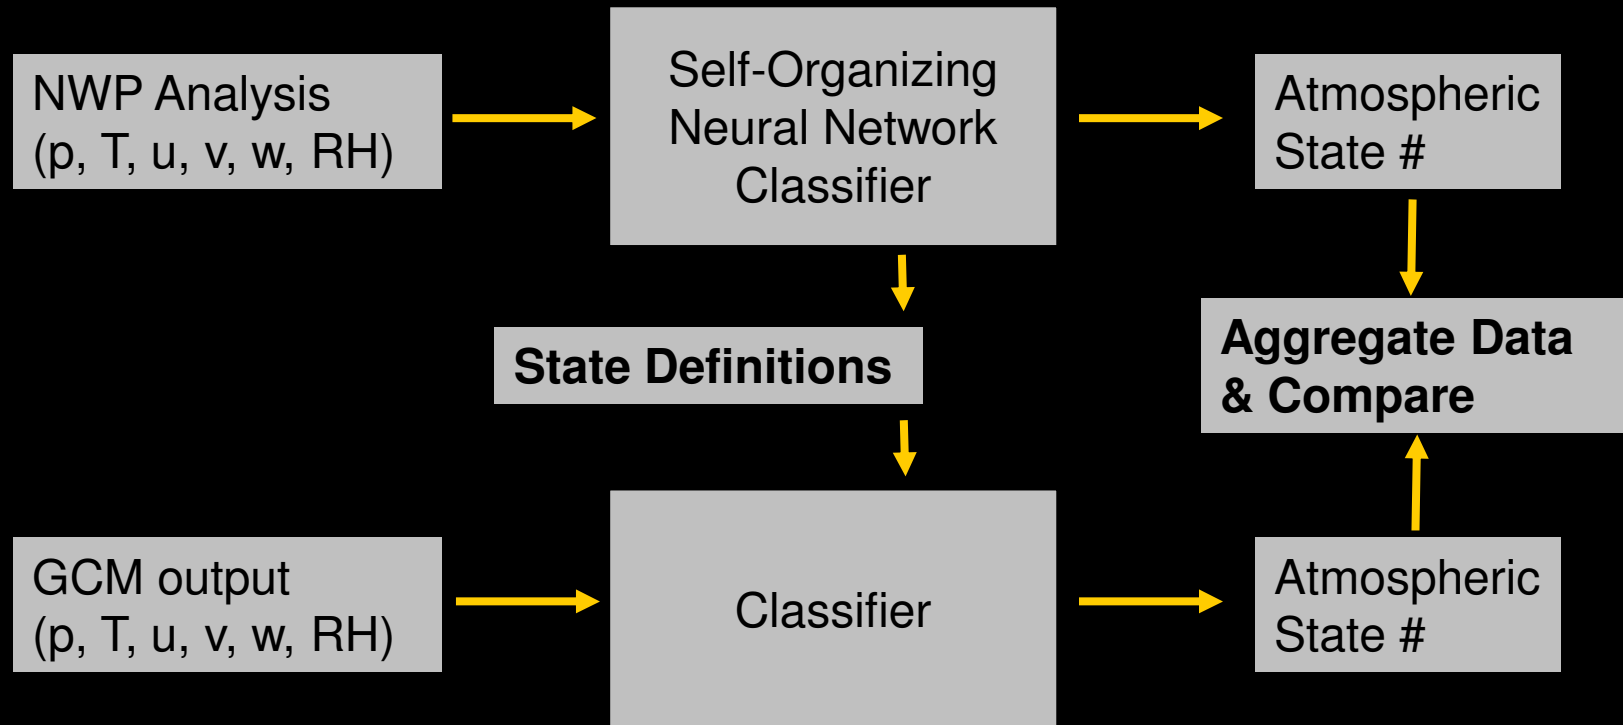 NWP Analysis
(p, T, u, v, w, RH)
Self-Organizing
Neural Network
Classifier
Atmospheric
State #
State Definitions
Aggregate Data
& Compare
GCM output
(p, T, u, v, w, RH)
Classifier
Atmospheric
State #